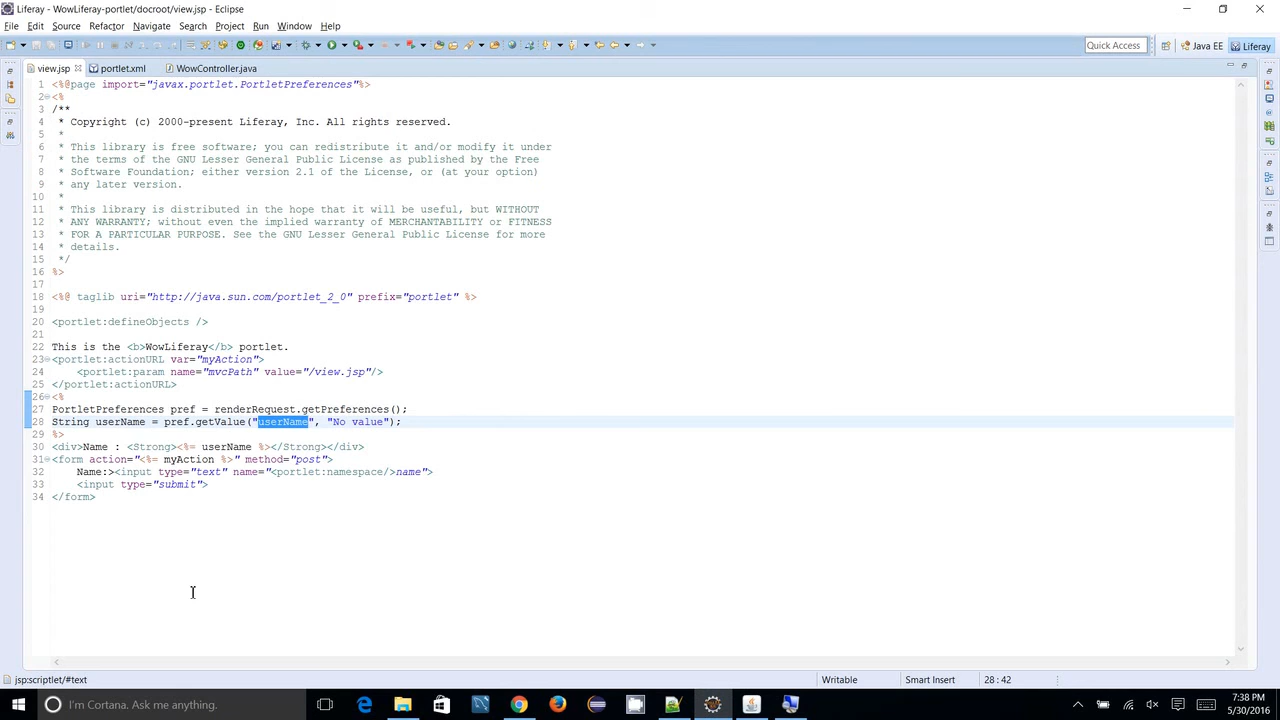 Liferay - WowLiferay-portlet/docroot/view.jsp - Eclipse
File Edit Source Refactor Navigate Search Project Run Window Help
Quick Access Java EE Liferay
view.jsp portlet.xml WowController.java
1 <%@page import="javax.portlet.PortletPreferences"%>
2 <%
3 /**
4 * Copyright (c) 2000-present Liferay, Inc. All rights reserved.
5 *
6 * This library is free software; you can redistribute it and/or modify it under
7 * the terms of the GNU Lesser General Public License as published by the Free
8 * Software Foundation; either version 2.1 of the License, or (at your option)
9 * any later version.
10 *
11 * This library is distributed in the hope that it will be useful, but WITHOUT
12 * ANY WARRANTY; without even the implied warranty of MERCHANTABILITY or FITNESS
13 * FOR A PARTICULAR PURPOSE. See the GNU Lesser General Public License for more
14 * details.
15 */
16 %>
17
18 <%@ taglib uri="http://java.sun.com/portlet_2_0" prefix="portlet" %>
19
20 <portlet:defineObjects />
21
22 This is the <b>WowLiferay</b> portlet.
23 <portlet:actionURL var="myAction">
24 <portlet:param name="mvcPath" value="/view.jsp"/>
25 </portlet:actionURL>
26 <%
27 PortletPreferences pref = renderRequest.getPreferences();
28 String userName = pref.getValue("userName", "No value");
29 %>
30 <div>Name : <Strong><%= userName %></Strong></div>
31 <form action="<%= myAction %>" method="post">
32 Name:><input type="text" name="<portlet:namespace/>name">
33 <input type="submit">
34 </form>
jsp:scriptlet/#text Writable Smart Insert 28 : 42
I'm Cortana. Ask me anything.
7:38 PM
5/30/2016